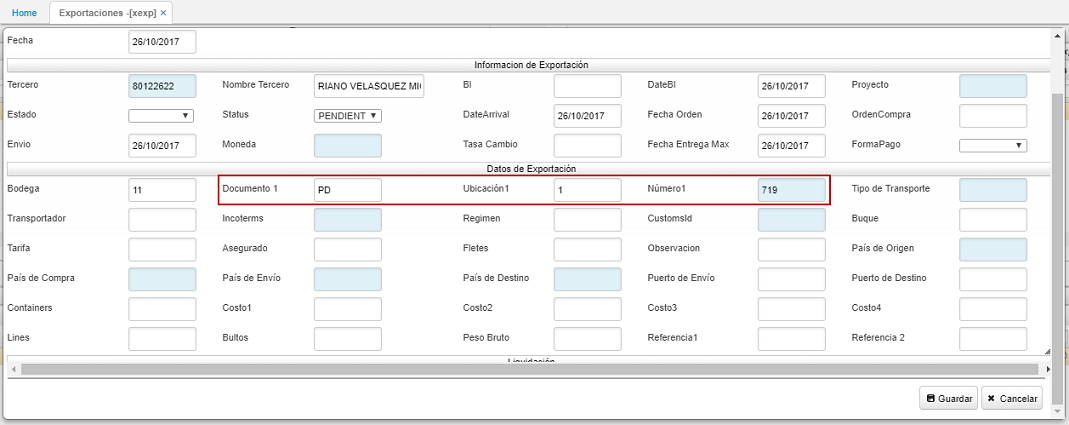 Home Exportaciones -[xexp] ×
Fecha 26/10/2017
Informacion de Exportación
Tercero 80122622 Nombre Tercero RIANO VELASQUEZ MI Bl DateBl 26/10/2017 Proyecto
Estado Status PENDIENT DateArrival 26/10/2017 Fecha Orden 26/10/2017 OrdenCompra
Envio 26/10/2017 Moneda Tasa Cambio Fecha Entrega Max 26/10/2017 FormaPago
Datos de Exportación
Bodega 11 Documento 1 PD Ubicación1 1 Número1 719 Tipo de Transporte
Transportador Incoterms Regimen CustomsId Buque
Tarifa Asegurado Fletes Observacion País de Origen
País de Compra País de Envío País de Destino Puerto de Envío Puerto de Destino
Containers Costo1 Costo2 Costo3 Costo4
Lines Bultos Peso Bruto Referencia1 Referencia 2
Liquidación
Guardar Cancelar